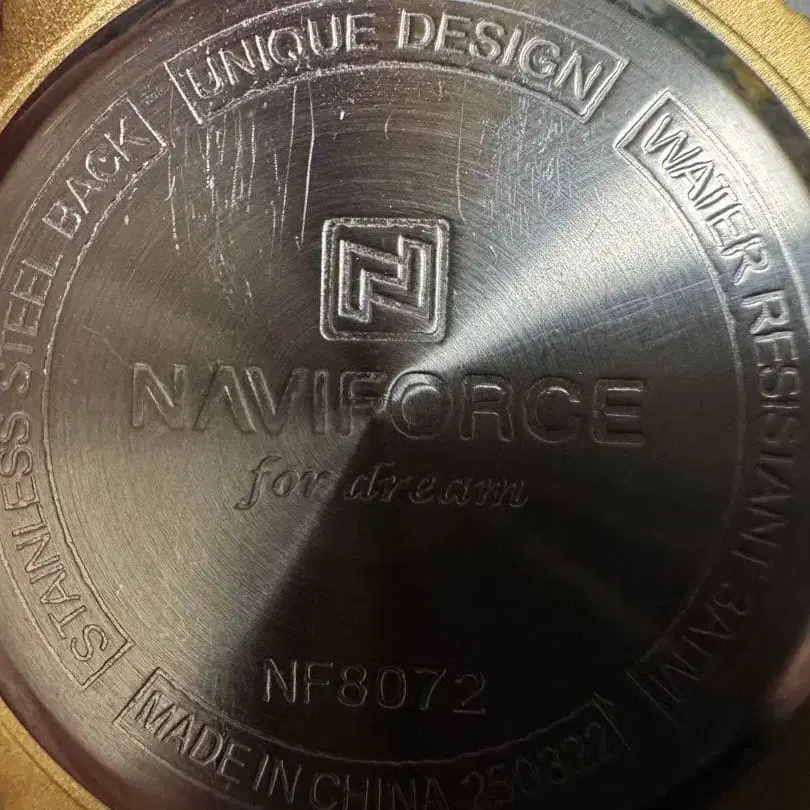 UNIQUE DESIGN
WATER RESISTANT 3ATM
STAINLESS STEEL BACK
NAVIFORCE
for dream
NF8072
MADE IN CHINA 250322